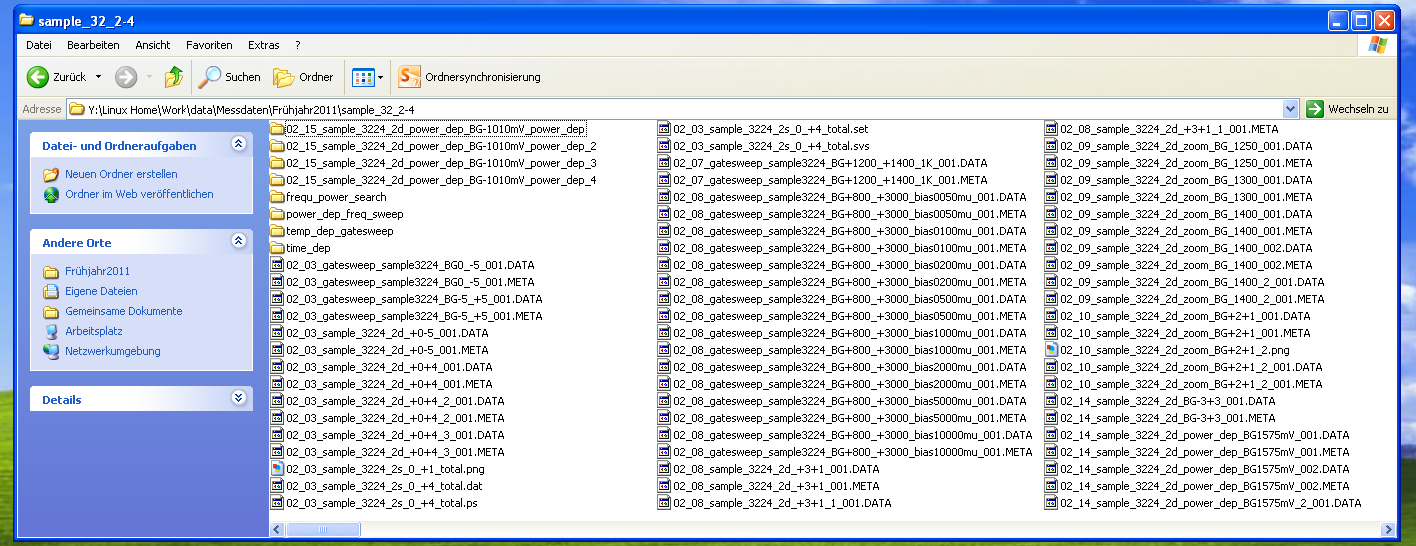 sample_32_2-4
Datei Bearbeiten Ansicht Favoriten Extras ?
Zurück Suchen Ordner Ordnersynchronisierung
Adresse Y:\Linux Home\Work\data\Messdaten\Frühjahr2011\sample_32_2-4 Wechseln zu
Datei- und Ordneraufgaben
Neuen Ordner erstellen
Ordner im Web veröffentlichen
Andere Orte
Frühjahr2011
Eigene Dateien
Gemeinsame Dokumente
Arbeitsplatz
Netzwerkumgebung
Details
02_15_sample_3224_2d_power_dep_BG-1010mV_power_dep
02_15_sample_3224_2d_power_dep_BG-1010mV_power_dep_2
02_15_sample_3224_2d_power_dep_BG-1010mV_power_dep_3
02_15_sample_3224_2d_power_dep_BG-1010mV_power_dep_4
frequ_power_search
power_dep_freq_sweep
temp_dep_gatesweep
time_dep
02_03_gatesweep_sample3224_BG0_-5_001.DATA
02_03_gatesweep_sample3224_BG0_-5_001.META
02_03_gatesweep_sample3224_BG-5_+5_001.DATA
02_03_gatesweep_sample3224_BG-5_+5_001.META
02_03_sample_3224_2d_+0-5_001.DATA
02_03_sample_3224_2d_+0-5_001.META
02_03_sample_3224_2d_+0+4_001.DATA
02_03_sample_3224_2d_+0+4_001.META
02_03_sample_3224_2d_+0+4_2_001.DATA
02_03_sample_3224_2d_+0+4_2_001.META
02_03_sample_3224_2d_+0+4_3_001.DATA
02_03_sample_3224_2d_+0+4_3_001.META
02_03_sample_3224_2s_0_+1_total.png
02_03_sample_3224_2s_0_+4_total.dat
02_03_sample_3224_2s_0_+4_total.ps
02_03_sample_3224_2s_0_+4_total.set
02_03_sample_3224_2s_0_+4_total.svs
02_07_gatesweep_sample3224_BG+1200_+1400_1K_001.DATA
02_07_gatesweep_sample3224_BG+1200_+1400_1K_001.META
02_08_gatesweep_sample3224_BG+800_+3000_bias0050mu_001.DATA
02_08_gatesweep_sample3224_BG+800_+3000_bias0050mu_001.META
02_08_gatesweep_sample3224_BG+800_+3000_bias0100mu_001.DATA
02_08_gatesweep_sample3224_BG+800_+3000_bias0100mu_001.META
02_08_gatesweep_sample3224_BG+800_+3000_bias0200mu_001.DATA
02_08_gatesweep_sample3224_BG+800_+3000_bias0200mu_001.META
02_08_gatesweep_sample3224_BG+800_+3000_bias0500mu_001.DATA
02_08_gatesweep_sample3224_BG+800_+3000_bias0500mu_001.META
02_08_gatesweep_sample3224_BG+800_+3000_bias1000mu_001.DATA
02_08_gatesweep_sample3224_BG+800_+3000_bias1000mu_001.META
02_08_gatesweep_sample3224_BG+800_+3000_bias2000mu_001.DATA
02_08_gatesweep_sample3224_BG+800_+3000_bias2000mu_001.META
02_08_gatesweep_sample3224_BG+800_+3000_bias5000mu_001.DATA
02_08_gatesweep_sample3224_BG+800_+3000_bias5000mu_001.META
02_08_gatesweep_sample3224_BG+800_+3000_bias10000mu_001.DATA
02_08_gatesweep_sample3224_BG+800_+3000_bias10000mu_001.META
02_08_sample_3224_2d_+3+1_001.DATA
02_08_sample_3224_2d_+3+1_001.META
02_08_sample_3224_2d_+3+1_1_001.DATA
02_08_sample_3224_2d_+3+1_1_001.META
02_09_sample_3224_2d_zoom_BG_1250_001.DATA
02_09_sample_3224_2d_zoom_BG_1250_001.META
02_09_sample_3224_2d_zoom_BG_1300_001.DATA
02_09_sample_3224_2d_zoom_BG_1300_001.META
02_09_sample_3224_2d_zoom_BG_1400_001.DATA
02_09_sample_3224_2d_zoom_BG_1400_001.META
02_09_sample_3224_2d_zoom_BG_1400_002.DATA
02_09_sample_3224_2d_zoom_BG_1400_002.META
02_09_sample_3224_2d_zoom_BG_1400_2_001.DATA
02_09_sample_3224_2d_zoom_BG_1400_2_001.META
02_10_sample_3224_2d_zoom_BG+2+1_001.DATA
02_10_sample_3224_2d_zoom_BG+2+1_001.META
02_10_sample_3224_2d_zoom_BG+2+1_2.png
02_10_sample_3224_2d_zoom_BG+2+1_2_001.DATA
02_10_sample_3224_2d_zoom_BG+2+1_2_001.META
02_14_sample_3224_2d_BG-3+3_001.DATA
02_14_sample_3224_2d_BG-3+3_001.META
02_14_sample_3224_2d_power_dep_BG1575mV_001.DATA
02_14_sample_3224_2d_power_dep_BG1575mV_001.META
02_14_sample_3224_2d_power_dep_BG1575mV_002.DATA
02_14_sample_3224_2d_power_dep_BG1575mV_002.META
02_14_sample_3224_2d_power_dep_BG1575mV_2_001.DATA